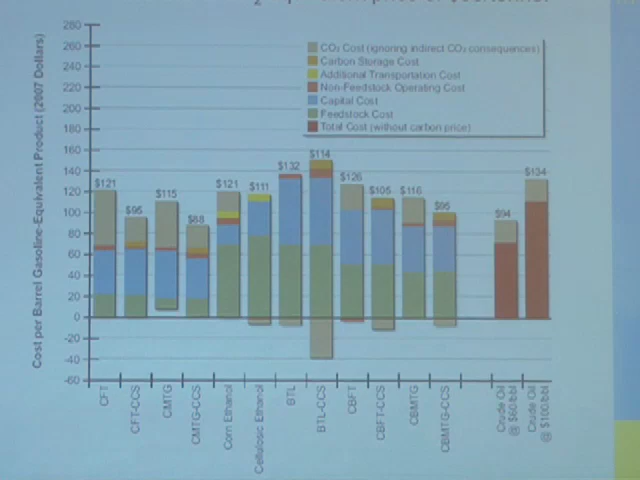 Cost per Barrel Gasoline-Equivalent Product (2007 Dollars)
280
260
240
220
200
180
160
140
120
100
80
60
40
20
0
-20
-40
-60
CO₂ Cost (ignoring indirect CO₂ consequences)
Carbon Storage Cost
Additional Transportation Cost
Non-Feedstock Operating Cost
Capital Cost
Feedstock Cost
Total Cost (without carbon price)
$121
$95
$115
$88
$121
$111
$132
$114
$126
$105
$116
$95
$94
$134
CFT
CFT-CCS
CMTG
CMTG-CCS
Corn Ethanol
Cellulosic Ethanol
BTL
BTL-CCS
CBFT
CBFT-CCS
CBMTG
CBMTG-CCS
Crude Oil
@ $60/bbl
Crude Oil
@ $100/bbl